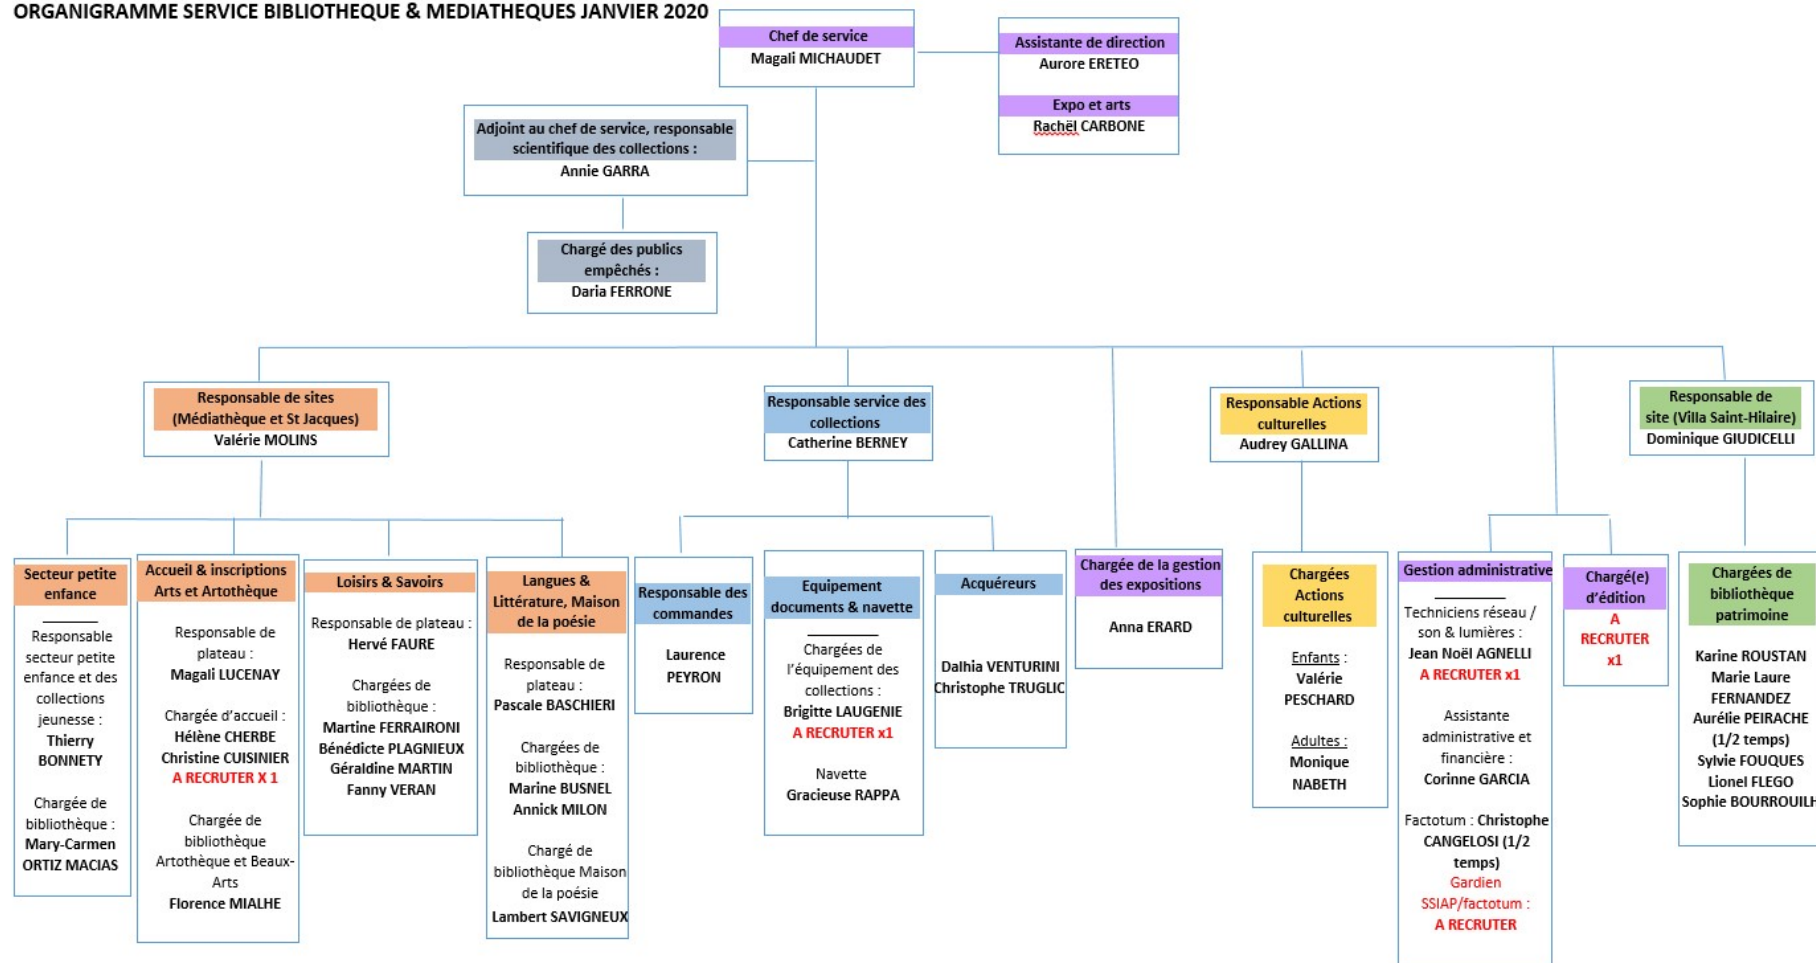 ORGANIGRAMME SERVICE BIBLIOTHEQUE & MEDIATHEQUES JANVIER 2020
Chef de service
Magali MICHAUDET
Assistante de direction
Aurore ERETEO
Expo et arts
Rachël CARBONE
Adjoint au chef de service, responsable
scientifique des collections :
Annie GARRA
Chargé des publics
empêchés :
Daria FERRONE
Responsable de sites
(Médiathèque et St Jacques)
Valérie MOLINS
Responsable service des
collections
Catherine BERNEY
Responsable Actions
culturelles
Audrey GALLINA
Responsable de
site (Villa Saint-Hilaire)
Dominique GIUDICELLI
Secteur petite
enfance
Responsable
secteur petite
enfance et des
collections
jeunesse :
Thierry
BONNETY
Chargée de
bibliothèque :
Mary-Carmen
ORTIZ MACIAS
Accueil & inscriptions
Arts et Artothèque
Responsable de
plateau :
Magali LUCENAY
Chargée d'accueil :
Hélène CHERBE
Christine CUISINIER
A RECRUTER X 1
Chargée de
bibliothèque
Artothèque et Beaux-
Arts
Florence MIALHE
Loisirs & Savoirs
Responsable de plateau :
Hervé FAURE
Chargées de
bibliothèque :
Martine FERRAIRONI
Bénédicte PLAGNIEUX
Géraldine MARTIN
Fanny VERAN
Langues &
Littérature, Maison
de la poésie
Responsable de
plateau :
Pascale BASCHIERI
Chargées de
bibliothèque :
Marine BUSNEL
Annick MILON
Chargé de
bibliothèque Maison
de la poésie
Lambert SAVIGNEUX
Responsable des
commandes
Laurence
PEYRON
Equipement
documents & navette
Chargées de
l'équipement des
collections :
Brigitte LAUGENIE
A RECRUTER x1
Navette
Gracieuse RAPPA
Acquéreurs
Dalhia VENTURINI
Christophe TRUGLIC
Chargée de la gestion
des expositions
Anna ERARD
Chargées
Actions
culturelles
Enfants :
Valérie
PESCHARD
Adultes :
Monique
NABETH
Gestion administrative
Techniciens réseau /
son & lumières :
Jean Noël AGNELLI
A RECRUTER x1
Assistante
administrative et
financière :
Corinne GARCIA
Factotum : Christophe
CANGELOSI (1/2
temps)
Gardien
SSIAP/factotum :
A RECRUTER
Chargé(e)
d'édition
A
RECRUTER
x1
Chargées de
bibliothèque
patrimoine
Karine ROUSTAN
Marie Laure
FERNANDEZ
Aurélie PEIRACHE
(1/2 temps)
Sylvie FOUQUES
Lionel FLEGO
Sophie BOURROUILH